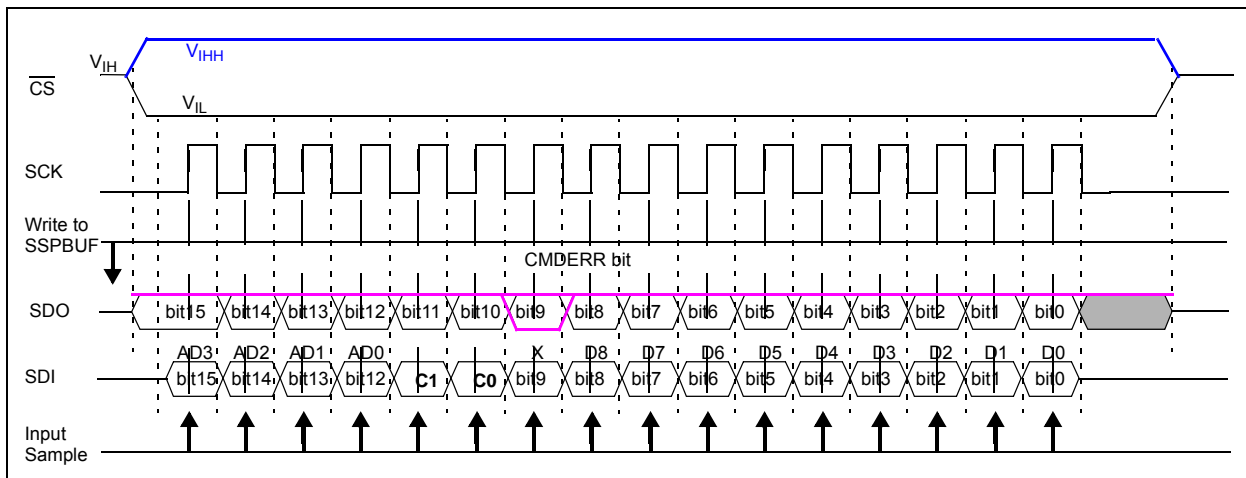 VIHH
VIH
CS
VIL
SCK
Write to
SSPBUF
CMDERR bit
SDO bit15 bit14 bit13 bit12 bit11 bit10 bit9 bit8 bit7 bit6 bit5 bit4 bit3 bit2 bit1 bit0
AD3 AD2 AD1 AD0 X D8 D7 D6 D5 D4 D3 D2 D1 D0
SDI bit15 bit14 bit13 bit12 C1 C0 bit9 bit8 bit7 bit6 bit5 bit4 bit3 bit2 bit1 bit0
Input
Sample